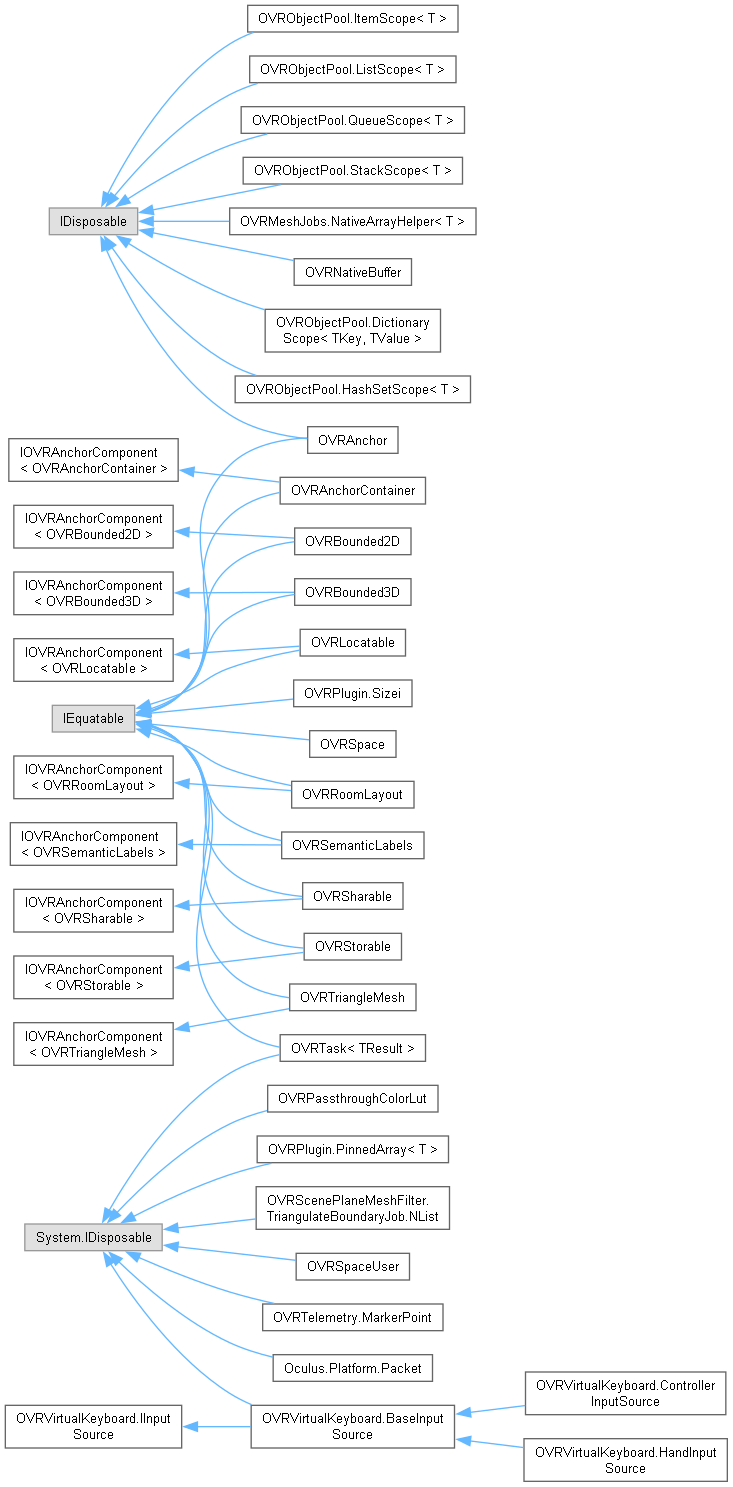 OVRObjectPool.ItemScope< T >
OVRObjectPool.ListScope< T >
OVRObjectPool.QueueScope< T >
OVRObjectPool.StackScope< T >
IDisposable
OVRMeshJobs.NativeArrayHelper< T >
OVRNativeBuffer
OVRObjectPool.Dictionary
Scope< TKey, TValue >
OVRObjectPool.HashSetScope< T >
OVRAnchor
IOVRAnchorComponent
< OVRAnchorContainer >
OVRAnchorContainer
IOVRAnchorComponent
< OVRBounded2D >
OVRBounded2D
IOVRAnchorComponent
< OVRBounded3D >
OVRBounded3D
IOVRAnchorComponent
< OVRLocatable >
OVRLocatable
OVRPlugin.Sizei
IEquatable
OVRSpace
IOVRAnchorComponent
< OVRRoomLayout >
OVRRoomLayout
IOVRAnchorComponent
< OVRSemanticLabels >
OVRSemanticLabels
IOVRAnchorComponent
< OVRSharable >
OVRSharable
IOVRAnchorComponent
< OVRStorable >
OVRStorable
OVRTriangleMesh
IOVRAnchorComponent
< OVRTriangleMesh >
OVRTask< TResult >
OVRPassthroughColorLut
OVRPlugin.PinnedArray< T >
OVRScenePlaneMeshFilter.
TriangulateBoundaryJob.NList
System.IDisposable
OVRSpaceUser
OVRTelemetry.MarkerPoint
Oculus.Platform.Packet
OVRVirtualKeyboard.IInput
Source
OVRVirtualKeyboard.BaseInput
Source
OVRVirtualKeyboard.Controller
InputSource
OVRVirtualKeyboard.HandInput
Source